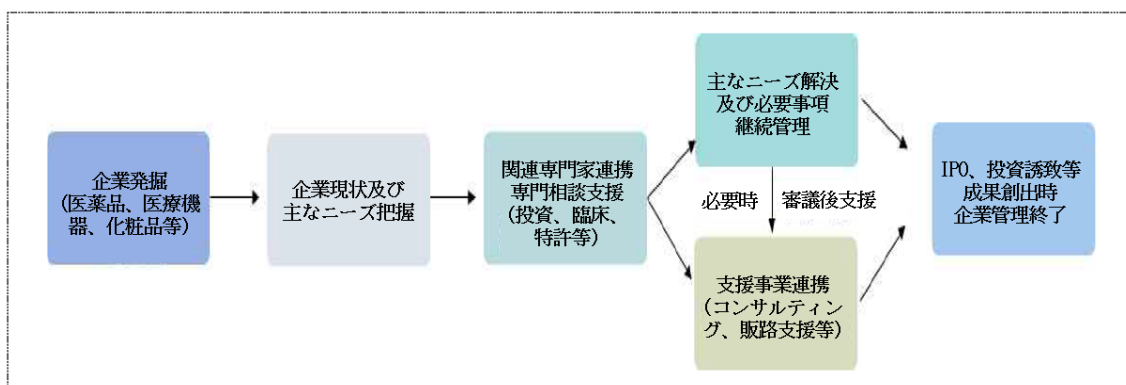 企業発掘
(医薬品、医療機
器、化粧品等)
企業現状及び
主なニーズ把握
関連専門家連携
専門相談支援
(投資、臨床、
特許等)
主なニーズ解決
及び必要事項
継続管理
必要時
審議後支援
支援事業連携
(コンサルティン
グ、販路支援等)
IPO、投資誘致等
成果創出時
企業管理終了